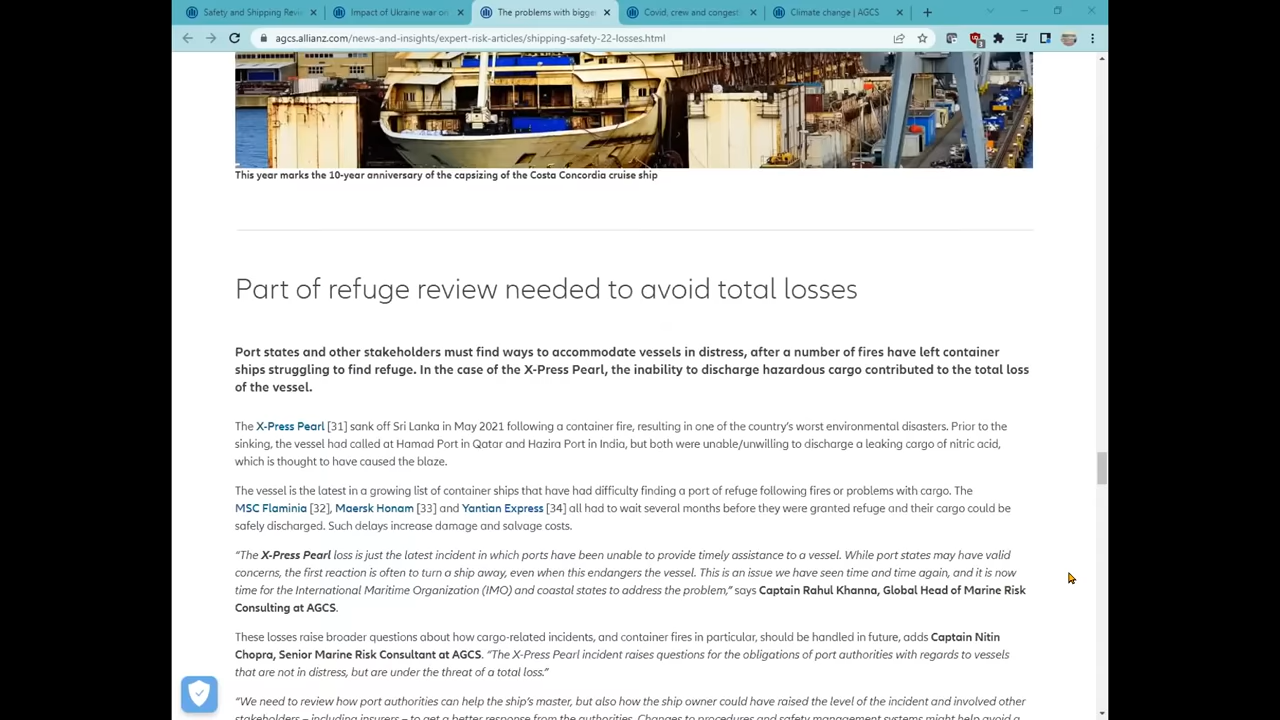 Safety and Shipping Revi
Impact of Ukraine war on
The problems with bigge
Covid, crew and congest
Climate change | AGCS
agcs.allianz.com/news-and-insights/expert-risk-articles/shipping-safety-22-losses.html
3
This year marks the 10-year anniversary of the capsizing of the Costa Concordia cruise ship
Part of refuge review needed to avoid total losses
Port states and other stakeholders must find ways to accommodate vessels in distress, after a number of fires have left container
ships struggling to find refuge. In the case of the X-Press Pearl, the inability to discharge hazardous cargo contributed to the total loss
of the vessel.
The X-Press Pearl [31] sank off Sri Lanka in May 2021 following a container fire, resulting in one of the country's worst environmental disasters. Prior to the
sinking, the vessel had called at Hamad Port in Qatar and Hazira Port in India, but both were unable/unwilling to discharge a leaking cargo of nitric acid,
which is thought to have caused the blaze.
The vessel is the latest in a growing list of container ships that have had difficulty finding a port of refuge following fires or problems with cargo. The
MSC Flaminia [32], Maersk Honam [33] and Yantian Express [34] all had to wait several months before they were granted refuge and their cargo could be
safely discharged. Such delays increase damage and salvage costs.
"The X-Press Pearl loss is just the latest incident in which ports have been unable to provide timely assistance to a vessel. While port states may have valid
concerns, the first reaction is often to turn a ship away, even when this endangers the vessel. This is an issue we have seen time and time again, and it is now
time for the International Maritime Organization (IMO) and coastal states to address the problem," says Captain Rahul Khanna, Global Head of Marine Risk
Consulting at AGCS.
These losses raise broader questions about how cargo-related incidents, and container fires in particular, should be handled in future, adds Captain Nitin
Chopra, Senior Marine Risk Consultant at AGCS. "The X-Press Pearl incident raises questions for the obligations of port authorities with regards to vessels
that are not in distress, but are under the threat of a total loss."
"We need to review how port authorities can help the ship's master, but also how the ship owner could have raised the level of the incident and involved other
stakeholders – including insurers – to get a better response from the authorities. Changes to procedures and safety management systems might help avoid a